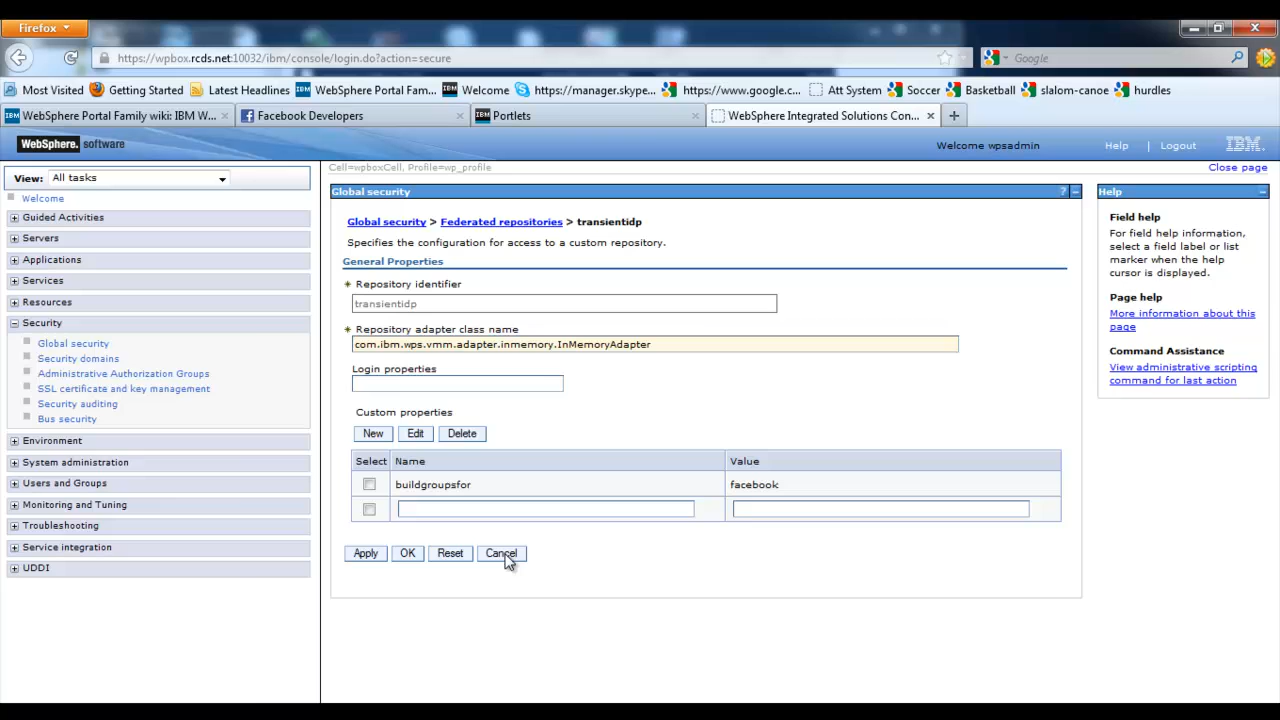 Firefox
https://wpbox.rcds.net:10032/ibm/console/login.do?action=secure
Google
Most Visited Getting Started Latest Headlines WebSphere Portal Fam... Welcome https://manager.skype... https://www.google.c... Att System Soccer Basketball slalom-canoe hurdles
WebSphere Portal Family wiki: IBM W... Facebook Developers Portlets WebSphere Integrated Solutions Con...
WebSphere. software Welcome wpsadmin Help | Logout IBM.
Cell=wpboxCell, Profile=wp_profile Close page
View: All tasks
Welcome
Guided Activities
Servers
Applications
Services
Resources
Security
Global security
Security domains
Administrative Authorization Groups
SSL certificate and key management
Security auditing
Bus security
Environment
System administration
Users and Groups
Monitoring and Tuning
Troubleshooting
Service integration
UDDI
Global security ?
Global security > Federated repositories > transientidp
Specifies the configuration for access to a custom repository.
General Properties
* Repository identifier
transientidp
* Repository adapter class name
com.ibm.wps.vmm.adapter.inmemory.InMemoryAdapter
Login properties
Custom properties
New Edit Delete
Select Name Value
buildgroupsfor facebook
Apply OK Reset Cancel
Help
Field help
For field help information,
select a field label or list
marker when the help
cursor is displayed.
Page help
More information about this
page
Command Assistance
View administrative scripting
command for last action